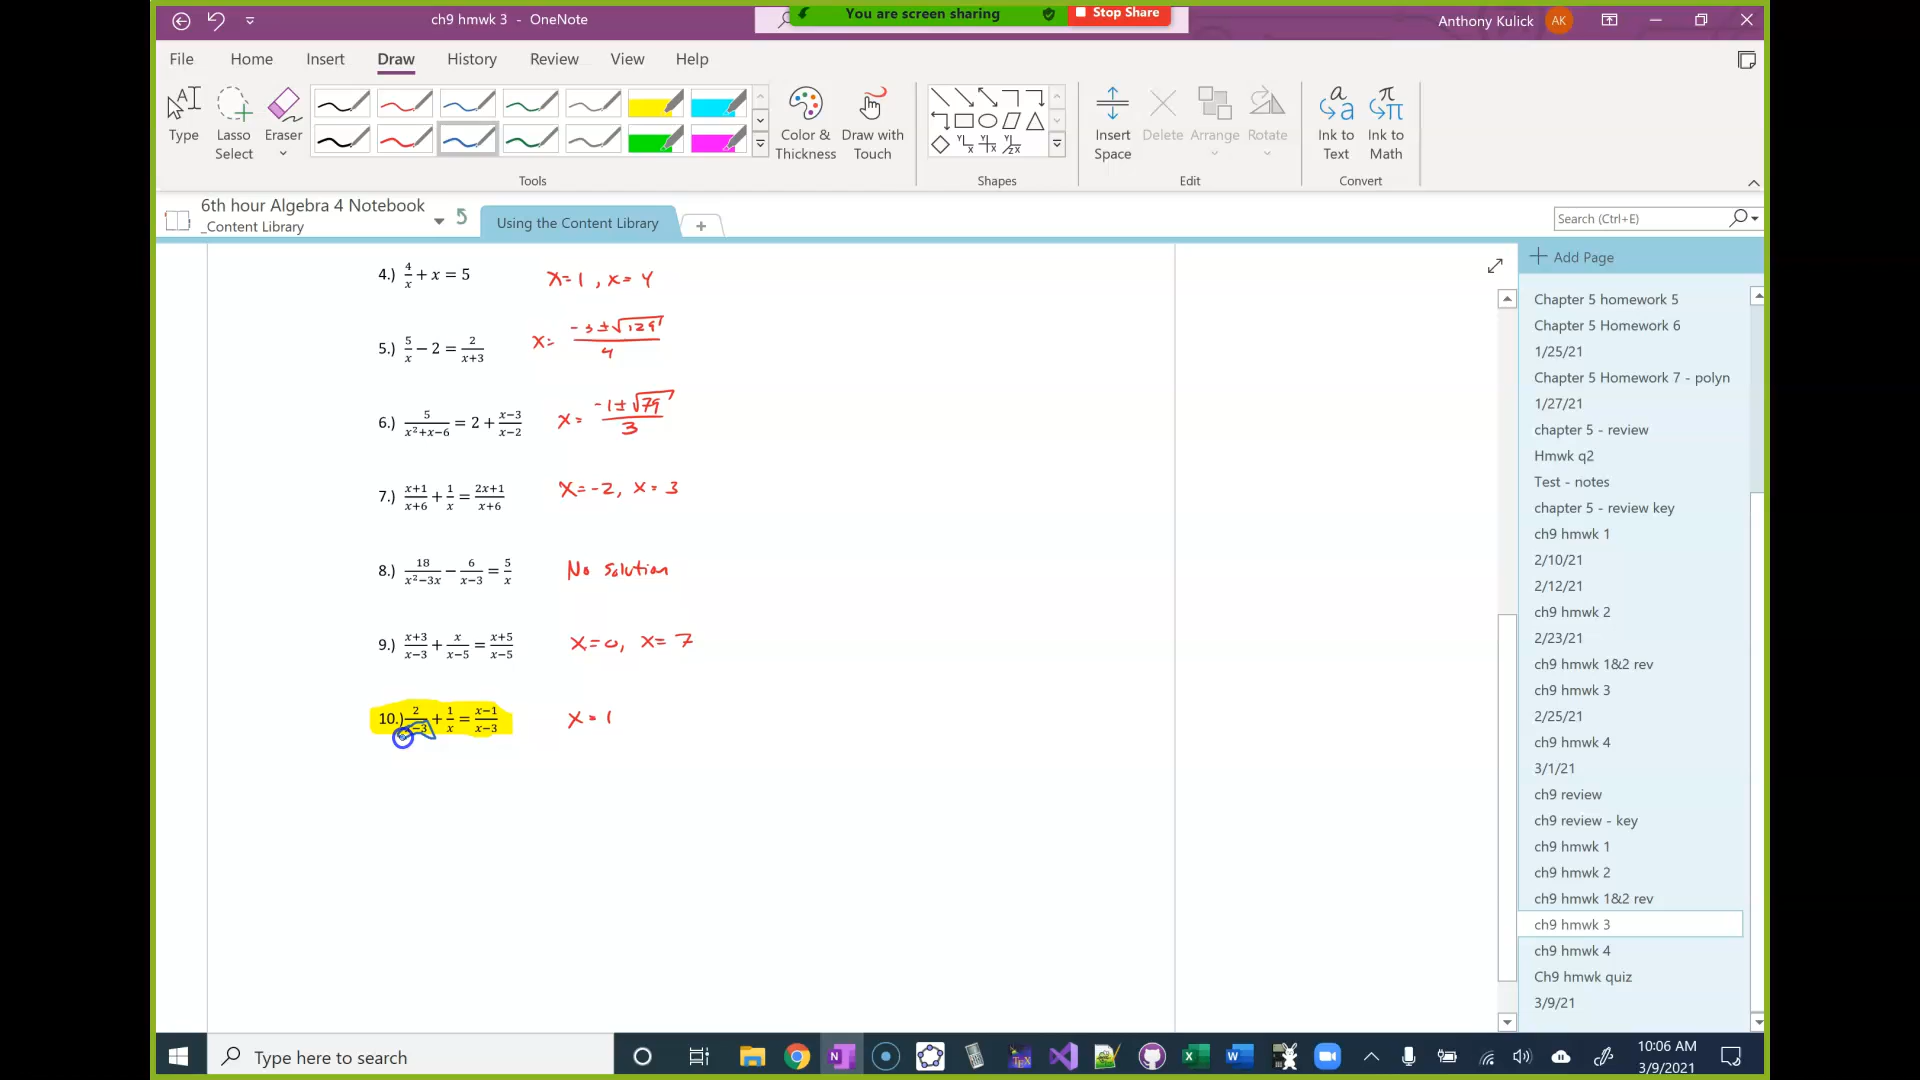 ch9 hmwk 3 - OneNote
You are screen sharing
Stop Share
Anthony Kulick
AK
File Home Insert Draw History Review View Help
Type
Lasso Select
Eraser
Color & Thickness
Draw with Touch
Insert Space
Delete
Arrange
Rotate
Ink to Text
Ink to Math
Tools
Shapes
Edit
Convert
6th hour Algebra 4 Notebook
_Content Library
Using the Content Library
Search (Ctrl+E)
4.) 4/x + x = 5 x=1, x=4
5.) 5/x − 2 = 2/(x+3) x= (-3±√129)/4
6.) 5/(x²+x−6) = 2 + (x−3)/(x−2) x= (-1±√79)/3
7.) (x+1)/(x+6) + 1/x = (2x+1)/(x+6) x=-2, x=3
8.) 18/(x²−3x) − 6/(x−3) = 5/x No solution
9.) (x+3)/(x−3) + x/(x−5) = (x+5)/(x−5) x=0, x=7
10.) 2/ −3 + 1/x = (x−1)/(x−3) x=1
Add Page
Chapter 5 homework 5
Chapter 5 Homework 6
1/25/21
Chapter 5 Homework 7 - polyn
1/27/21
chapter 5 - review
Hmwk q2
Test - notes
chapter 5 - review key
ch9 hmwk 1
2/10/21
2/12/21
ch9 hmwk 2
2/23/21
ch9 hmwk 1&2 rev
ch9 hmwk 3
2/25/21
ch9 hmwk 4
3/1/21
ch9 review
ch9 review - key
ch9 hmwk 1
ch9 hmwk 2
ch9 hmwk 1&2 rev
ch9 hmwk 3
ch9 hmwk 4
Ch9 hmwk quiz
3/9/21
Type here to search
10:06 AM
3/9/2021